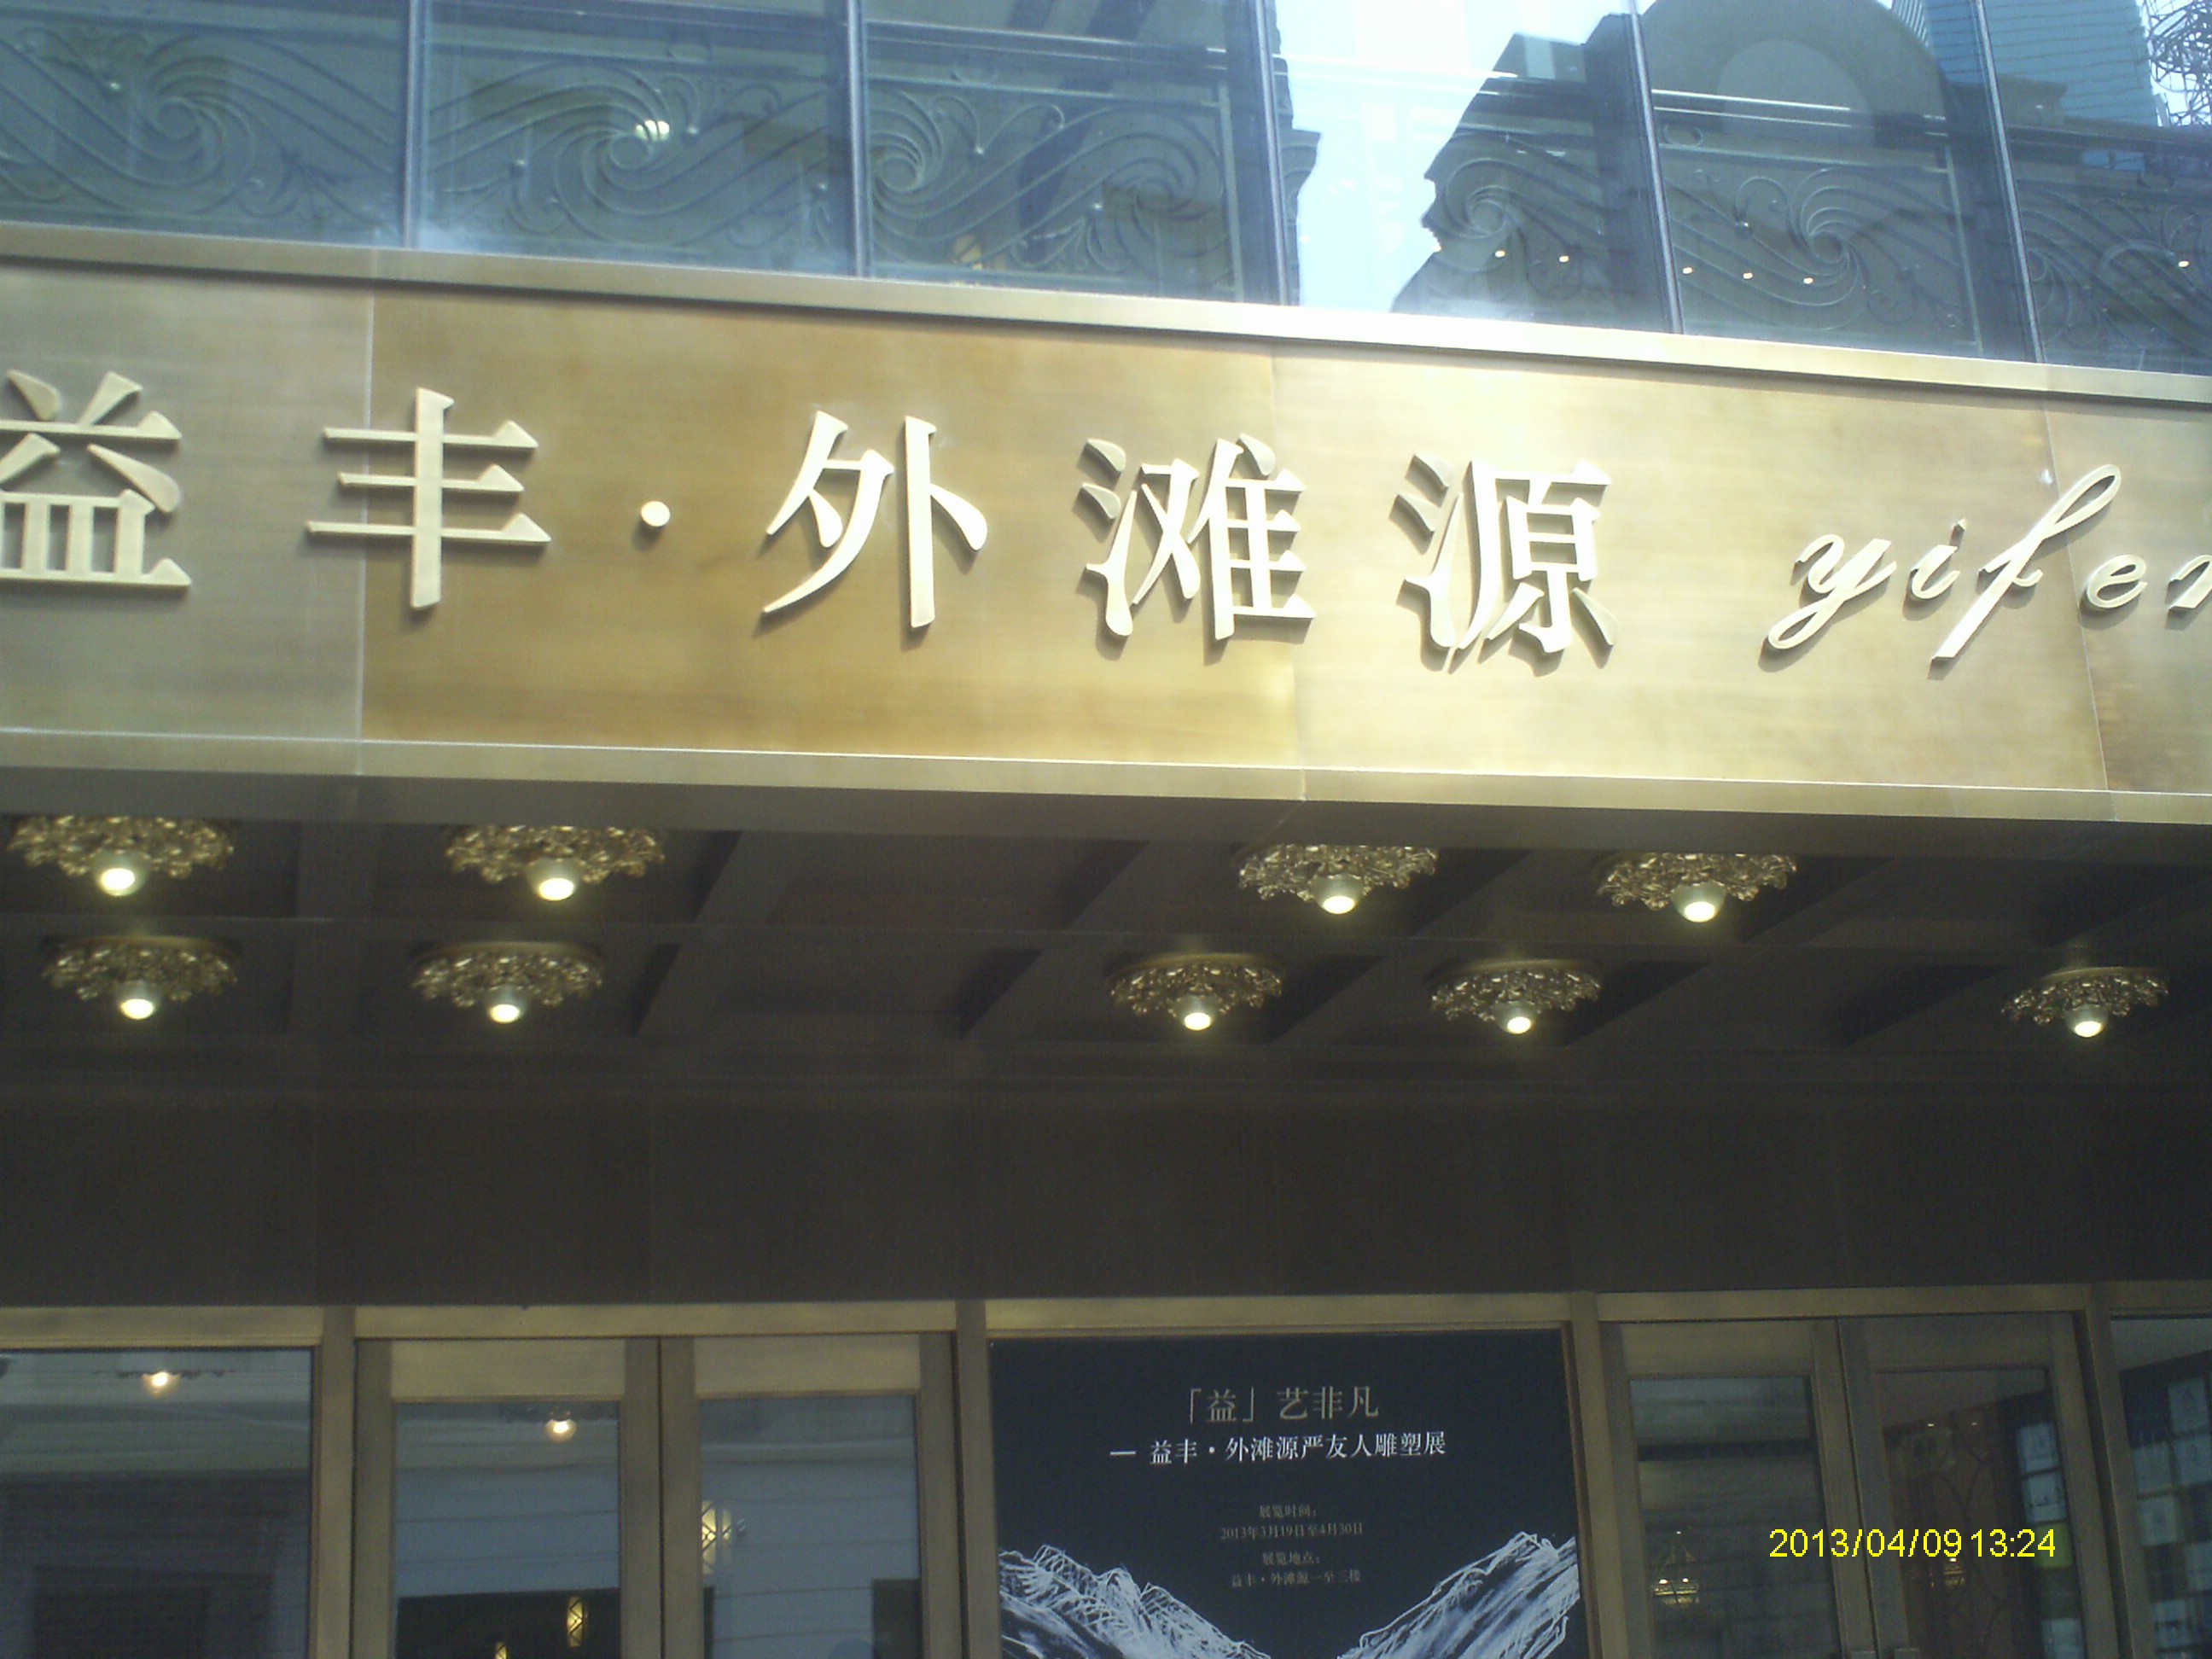 益丰·外滩源 yifen
「益」艺非凡
— 益丰·外滩源严友人雕塑展
展览时间:
2013年3月19日至4月30日
展览地点:
益丰·外滩源一至三楼
2013/04/09 13:24